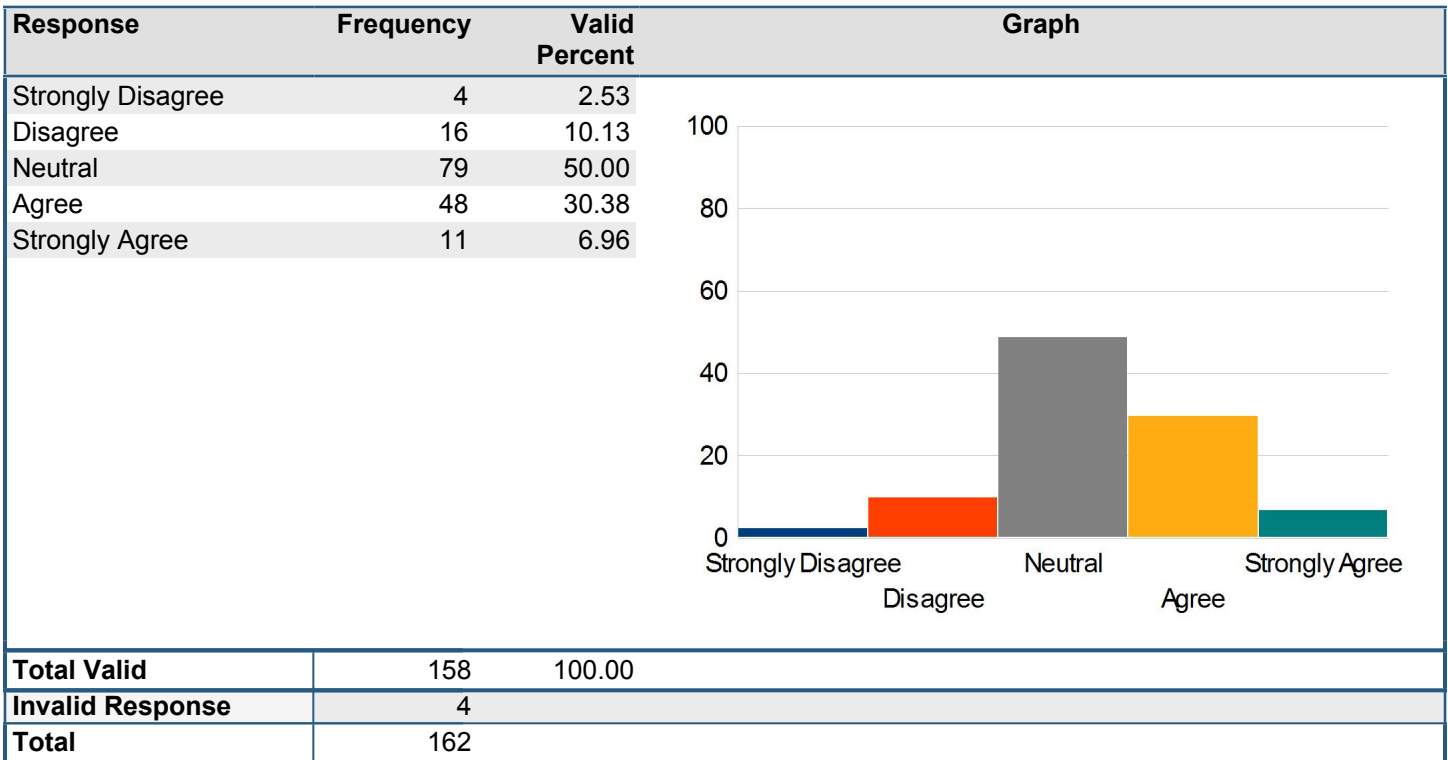 Response Frequency Valid Percent Graph
Strongly Disagree 4 2.53
Disagree 16 10.13
Neutral 79 50.00
Agree 48 30.38
Strongly Agree 11 6.96
100
80
60
40
20
0
Strongly Disagree Neutral Strongly Agree
Disagree Agree
Total Valid 158 100.00
Invalid Response 4
Total 162